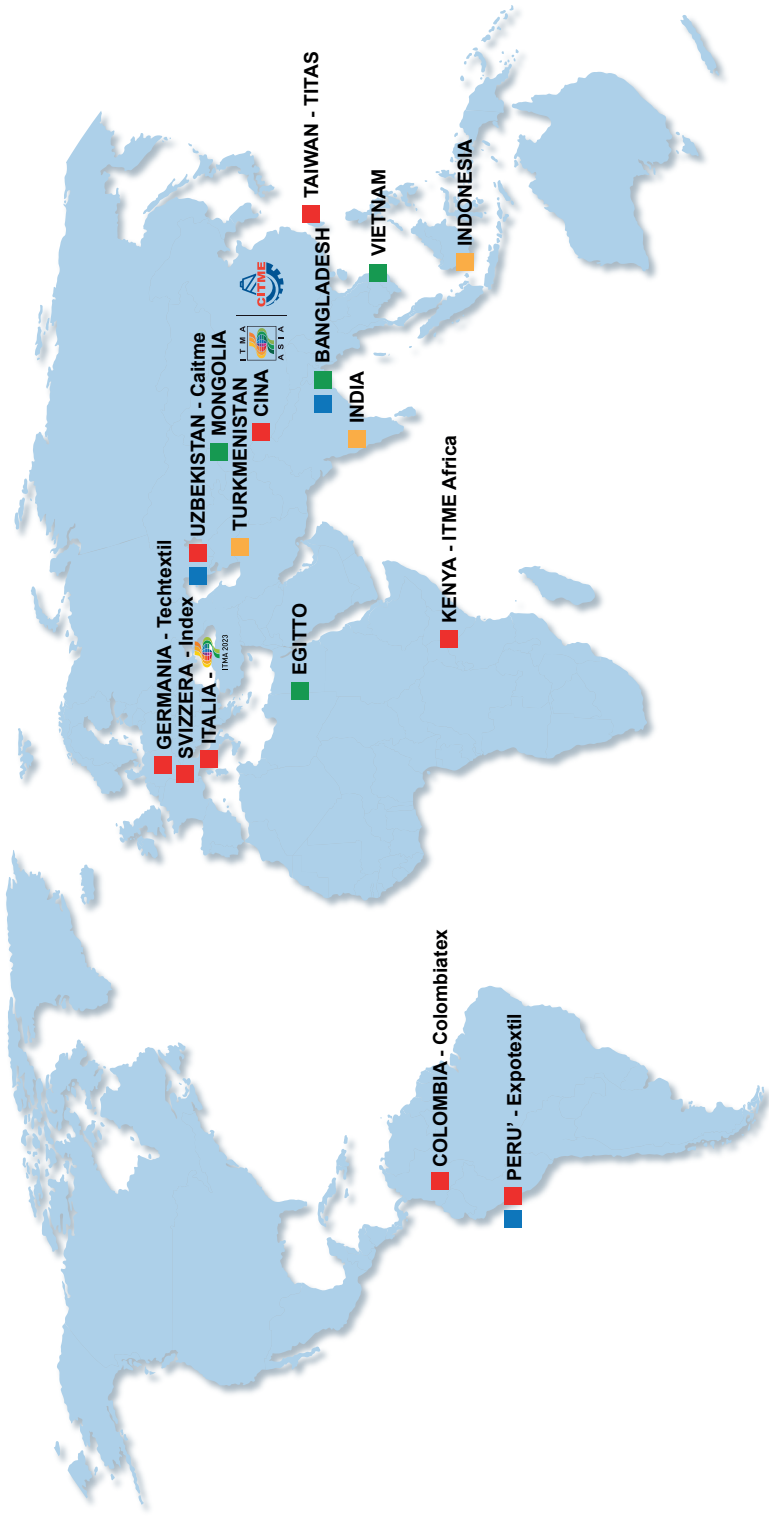 GERMANIA - Techtextil
SVIZZERA - Index
ITALIA -
ITMA 2023
UZBEKISTAN - Caitme
MONGOLIA
TURKMENISTAN
CINA
ITMA
ASIA
CITME
TAIWAN - TITAS
BANGLADESH
EGITTO
INDIA
VIETNAM
INDONESIA
KENYA - ITME Africa
COLOMBIA - Colombiatex
PERU’ - Expotextil